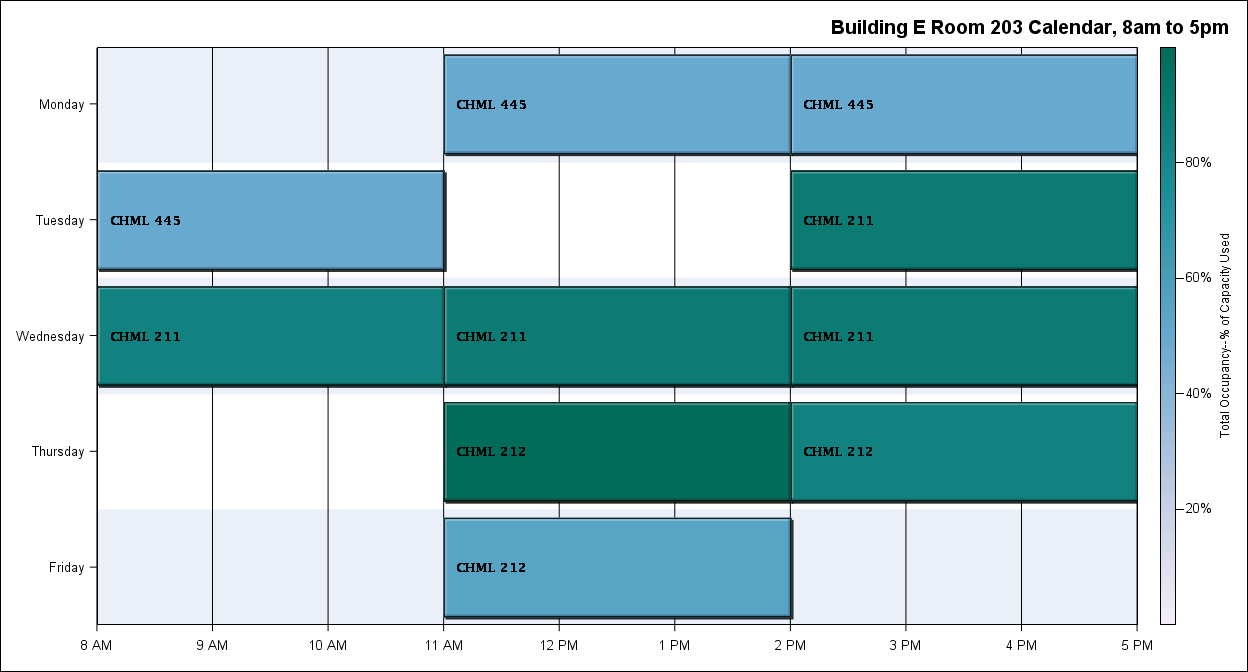 Building E Room 203 Calendar, 8am to 5pm
Monday
CHML 445
CHML 445
Tuesday
CHML 445
CHML 211
Wednesday
CHML 211
CHML 211
CHML 211
Thursday
CHML 212
CHML 212
Friday
CHML 212
8 AM
9 AM
10 AM
11 AM
12 PM
1 PM
2 PM
3 PM
4 PM
5 PM
80%
60%
40%
20%
Total Occupancy--% of Capacity Used